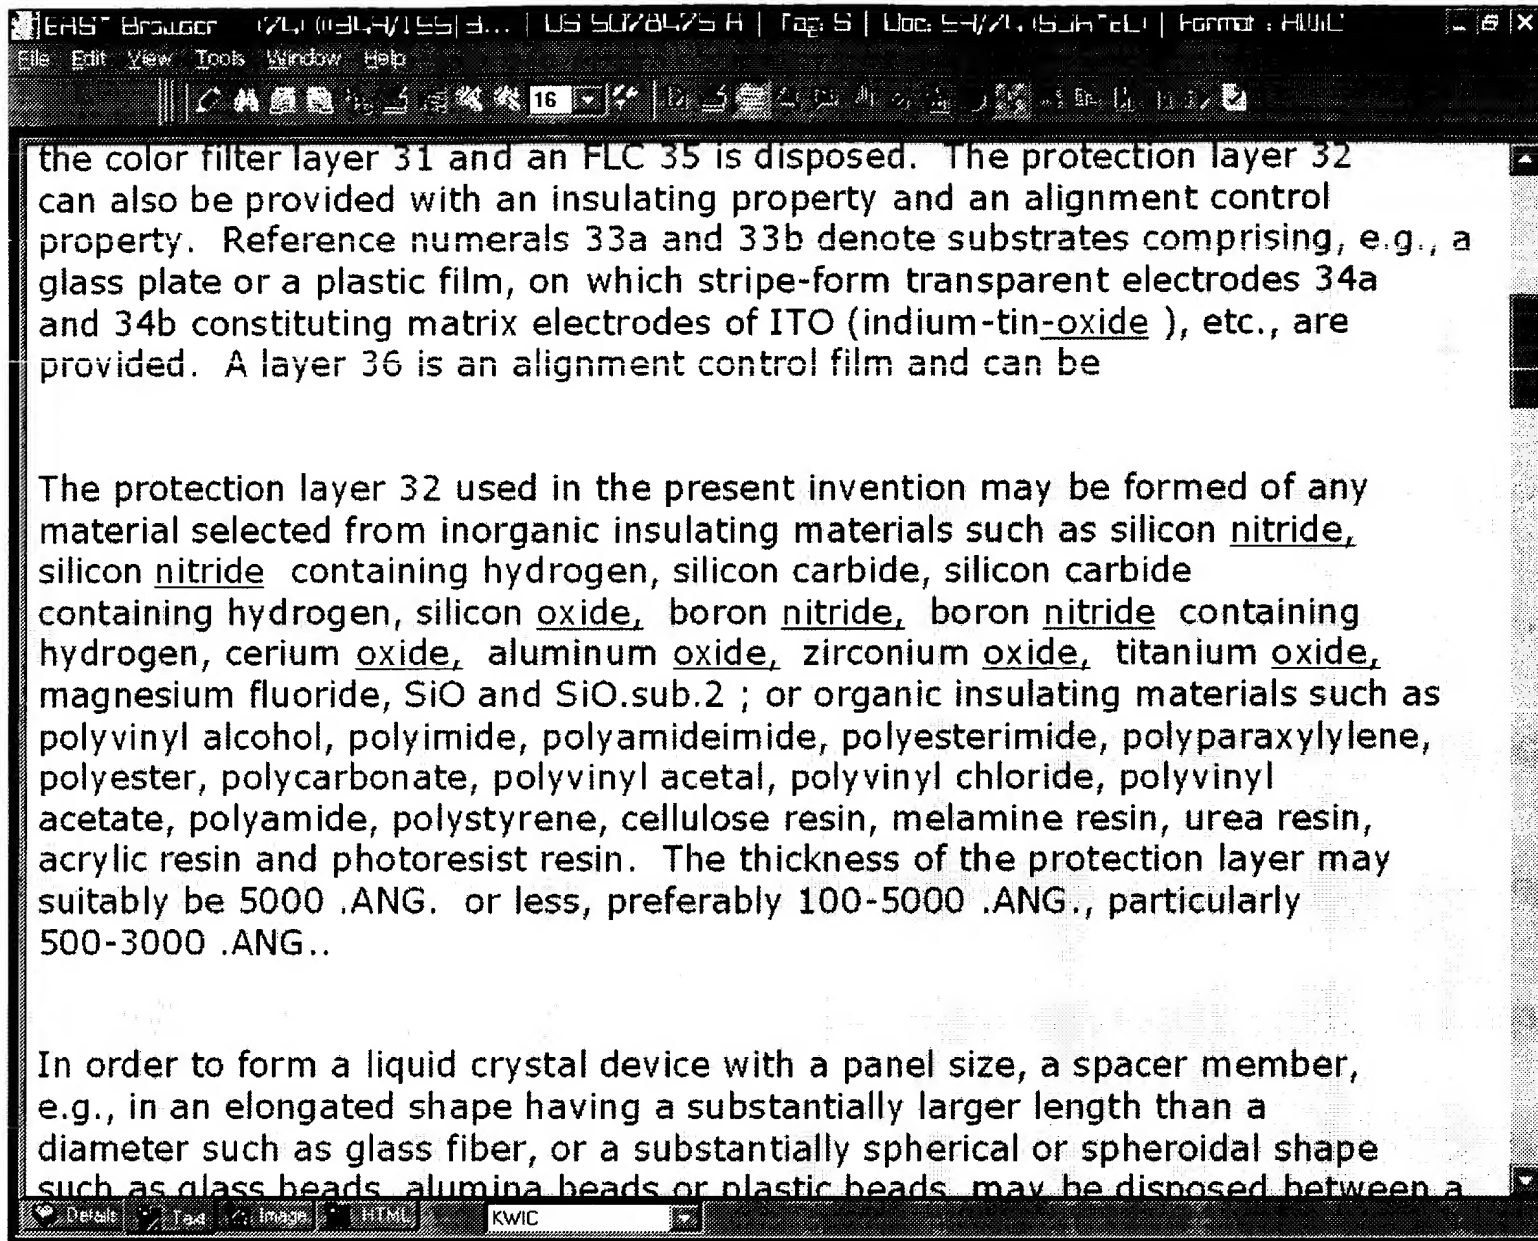 EAST Browser US 5078475 A | Tag: S | Doc: | Format : KWIC
File Edit View Tools Window Help
16
the color filter layer 31 and an FLC 35 is disposed. The protection layer 32
can also be provided with an insulating property and an alignment control
property. Reference numerals 33a and 33b denote substrates comprising, e.g., a
glass plate or a plastic film, on which stripe-form transparent electrodes 34a
and 34b constituting matrix electrodes of ITO (indium-tin-oxide ), etc., are
provided. A layer 36 is an alignment control film and can be
The protection layer 32 used in the present invention may be formed of any
material selected from inorganic insulating materials such as silicon nitride,
silicon nitride containing hydrogen, silicon carbide, silicon carbide
containing hydrogen, silicon oxide, boron nitride, boron nitride containing
hydrogen, cerium oxide, aluminum oxide, zirconium oxide, titanium oxide,
magnesium fluoride, SiO and SiO.sub.2 ; or organic insulating materials such as
polyvinyl alcohol, polyimide, polyamideimide, polyesterimide, polyparaxylylene,
polyester, polycarbonate, polyvinyl acetal, polyvinyl chloride, polyvinyl
acetate, polyamide, polystyrene, cellulose resin, melamine resin, urea resin,
acrylic resin and photoresist resin. The thickness of the protection layer may
suitably be 5000 .ANG. or less, preferably 100-5000 .ANG., particularly
500-3000 .ANG..
In order to form a liquid crystal device with a panel size, a spacer member,
e.g., in an elongated shape having a substantially larger length than a
diameter such as glass fiber, or a substantially spherical or spheroidal shape
such as glass beads, alumina beads or plastic beads, may be disposed between a
Details Text Image HTML KWIC